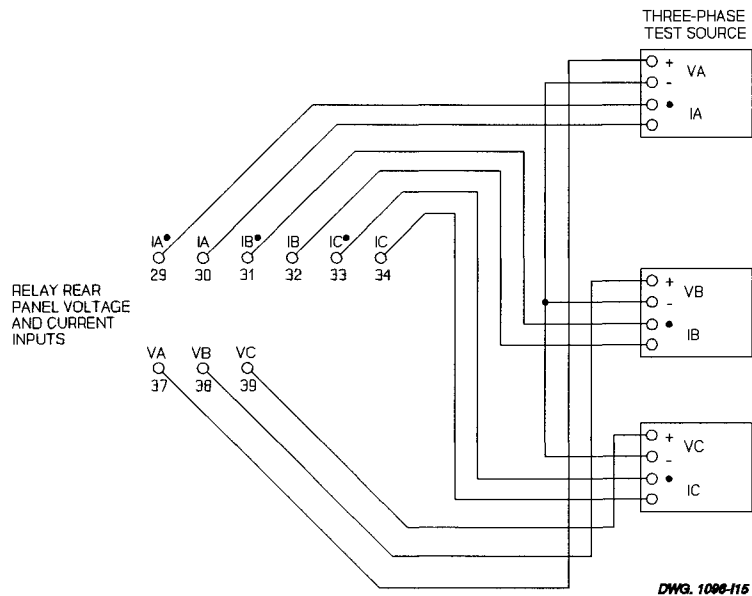 THREE-PHASE
TEST SOURCE
+ VA
-
• IA
IA• IA IB• IB IC• IC
29 30 31 32 33 34
+ VB
-
• IB
RELAY REAR
PANEL VOLTAGE
AND CURRENT
INPUTS
VA VB VC
37 38 39
+ VC
-
• IC
DWG. 1096-I15